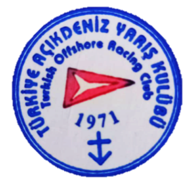 TÜRKİYE AÇIKDENİZ YARIŞ KULÜBÜ
Turkish Offshore Racing Club
1971